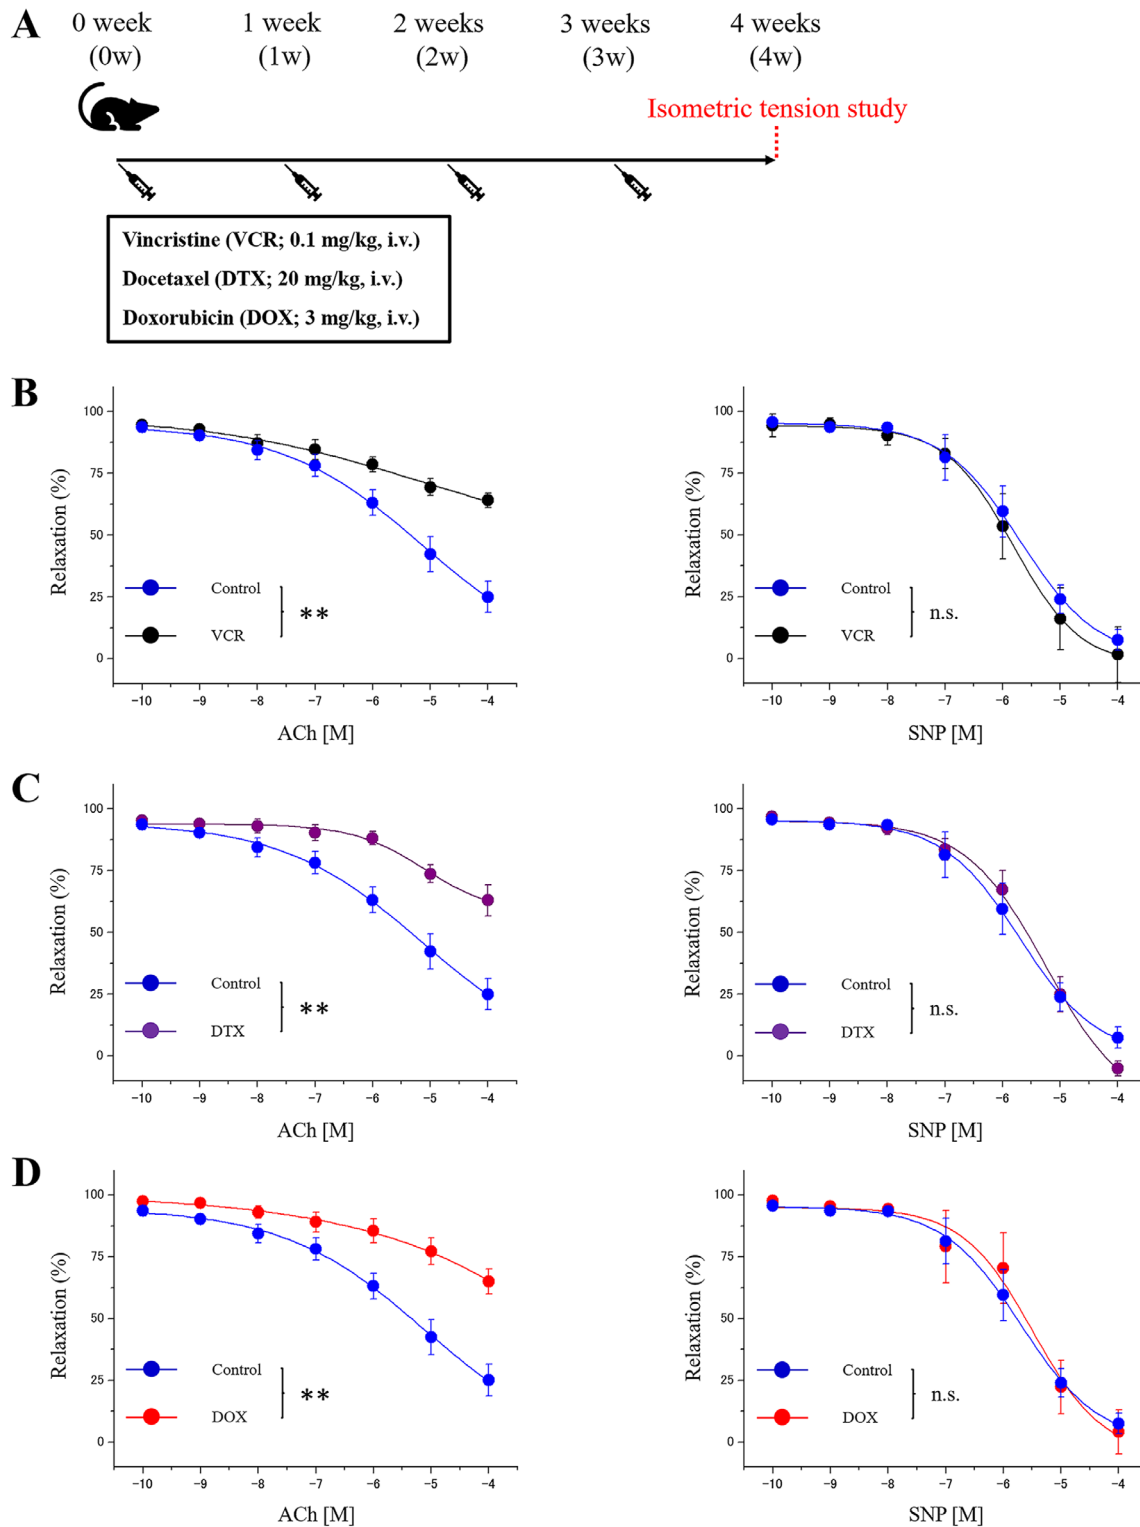 A
0 week 1 week 2 weeks 3 weeks 4 weeks
(0w) (1w) (2w) (3w) (4w)
Isometric tension study
Vincristine (VCR; 0.1 mg/kg, i.v.)
Docetaxel (DTX; 20 mg/kg, i.v.)
Doxorubicin (DOX; 3 mg/kg, i.v.)
B
Relaxation (%)
100
75
50
25
0
Control
VCR
**
−10 −9 −8 −7 −6 −5 −4
ACh [M]
Relaxation (%)
100
75
50
25
0
Control
VCR
n.s.
−10 −9 −8 −7 −6 −5 −4
SNP [M]
C
Relaxation (%)
100
75
50
25
0
Control
DTX
**
−10 −9 −8 −7 −6 −5 −4
ACh [M]
Relaxation (%)
100
75
50
25
0
Control
DTX
n.s.
−10 −9 −8 −7 −6 −5 −4
SNP [M]
D
Relaxation (%)
100
75
50
25
0
Control
DOX
**
−10 −9 −8 −7 −6 −5 −4
ACh [M]
Relaxation (%)
100
75
50
25
0
Control
DOX
n.s.
−10 −9 −8 −7 −6 −5 −4
SNP [M]